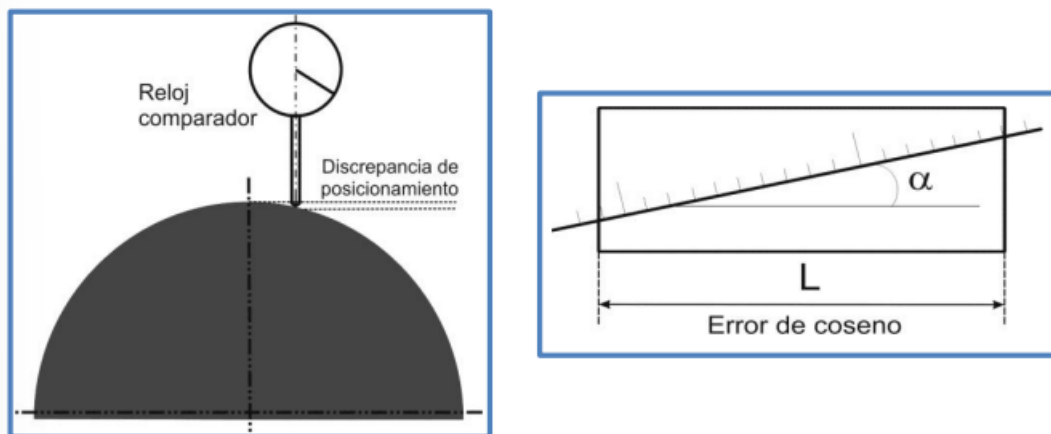 Reloj
comparador
Discrepancia de
posicionamiento
α
L
Error de coseno